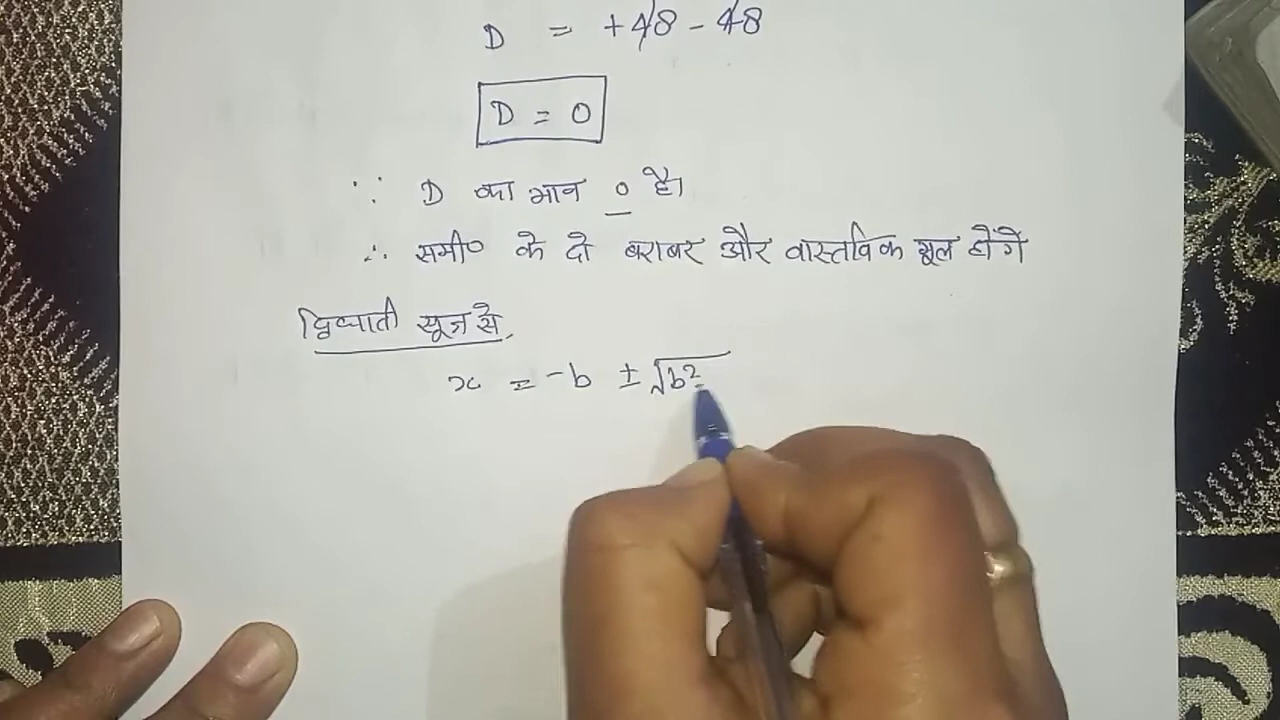 D = +48 - 48
D = 0
∵ D का मान 0 है।
∴ समी० के दो बराबर और वास्तविक मूल होंगे
द्विघाती सूत्र से,
x = -b ± √b²